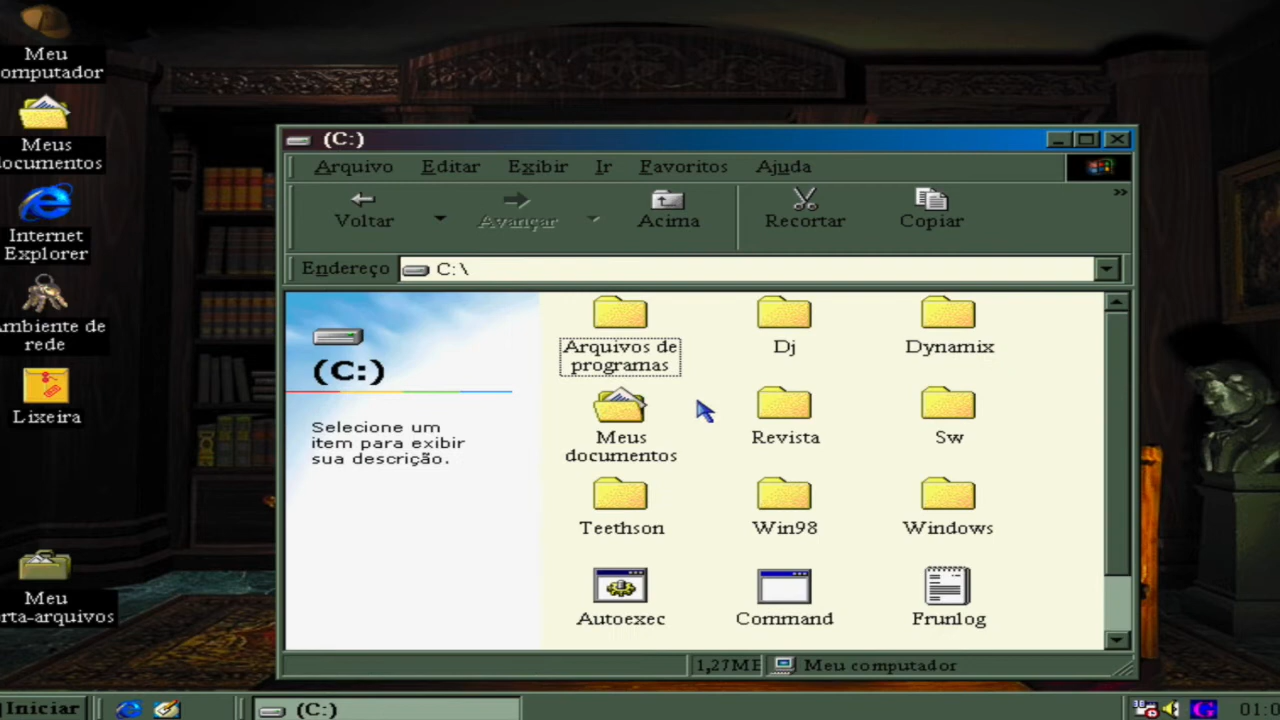 Meu
omputador
Meus
documentos
Internet
Explorer
Ambiente de
rede
Lixeira
Meu
rta-arquivos
(C:)
Arquivo Editar Exibir Ir Favoritos Ajuda
Voltar Avançar Acima Recortar Copiar »
Endereço C:\
(C:)
Selecione um
item para exibir
sua descrição.
Arquivos de
programas
Dj
Dynamix
Meus
documentos
Revista
Sw
Teethson
Win98
Windows
Autoexec
Command
Frunlog
1,27ME Meu computador
Iniciar (C:) 01:0